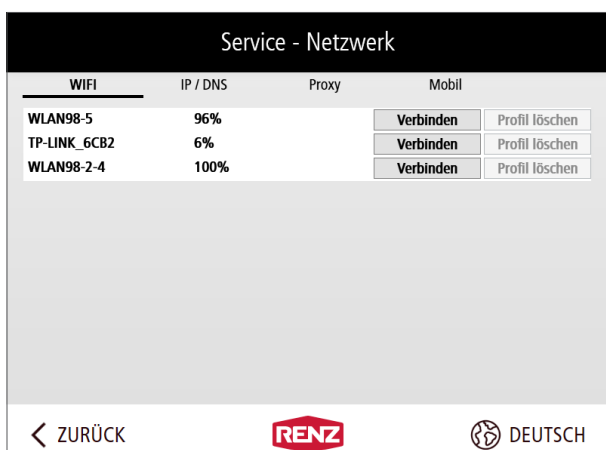 Service - Netzwerk
WIFI IP / DNS Proxy Mobil
WLAN98-5 96% Verbinden Profil löschen
TP-LINK_6CB2 6% Verbinden Profil löschen
WLAN98-2-4 100% Verbinden Profil löschen
ZURÜCK RENZ DEUTSCH